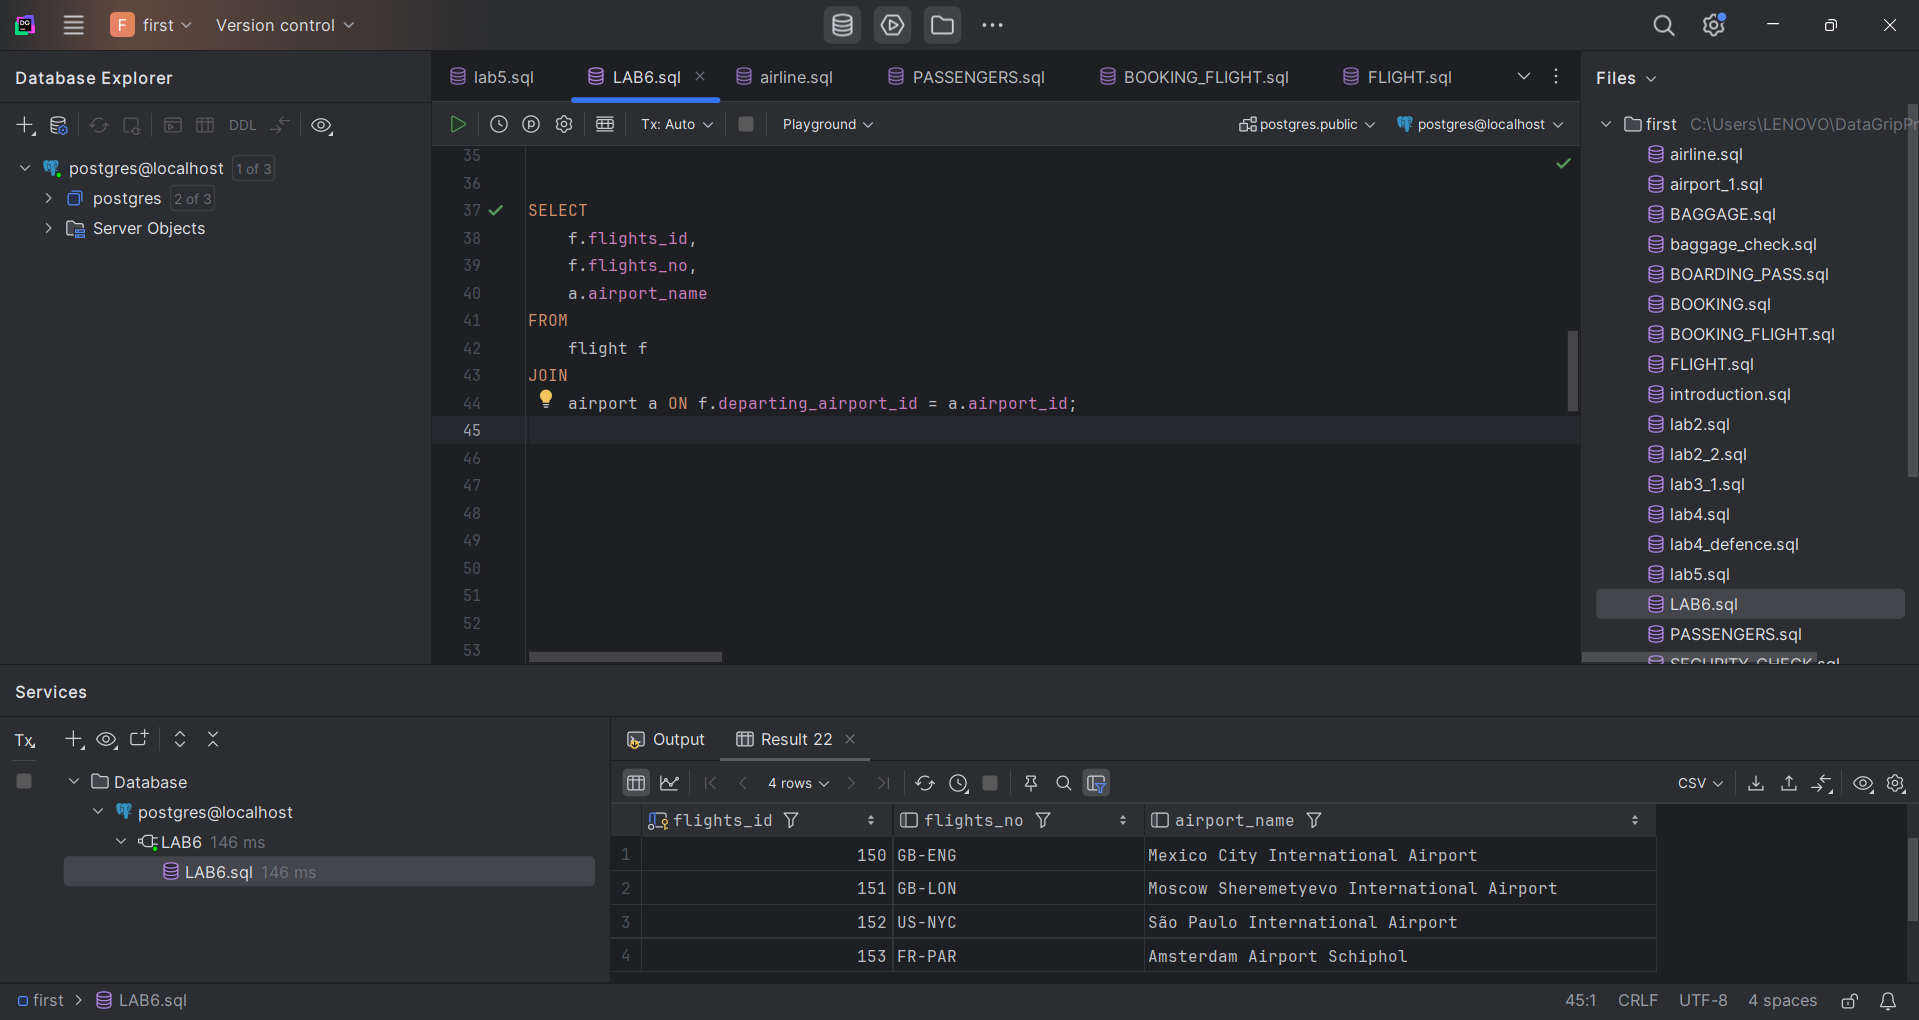 F first Version control
Database Explorer
DDL
postgres@localhost 1 of 3
postgres 2 of 3
Server Objects
lab5.sql LAB6.sql airline.sql PASSENGERS.sql BOOKING_FLIGHT.sql FLIGHT.sql
Tx: Auto Playground postgres.public postgres@localhost
35
36
37 SELECT
38 f.flights_id,
39 f.flights_no,
40 a.airport_name
41 FROM
42 flight f
43 JOIN
44 airport a ON f.departing_airport_id = a.airport_id;
45
46
47
48
49
50
51
52
53
Files
first C:\Users\LENOVO\DataGripPr
airline.sql
airport_1.sql
BAGGAGE.sql
baggage_check.sql
BOARDING_PASS.sql
BOOKING.sql
BOOKING_FLIGHT.sql
FLIGHT.sql
introduction.sql
lab2.sql
lab2_2.sql
lab3_1.sql
lab4.sql
lab4_defence.sql
lab5.sql
LAB6.sql
PASSENGERS.sql
SECURITY_CHECK.sql
Services
Tx
Database
postgres@localhost
LAB6 146 ms
LAB6.sql 146 ms
Output Result 22
4 rows CSV
flights_id flights_no airport_name
1 150 GB-ENG Mexico City International Airport
2 151 GB-LON Moscow Sheremetyevo International Airport
3 152 US-NYC São Paulo International Airport
4 153 FR-PAR Amsterdam Airport Schiphol
first > LAB6.sql
45:1 CRLF UTF-8 4 spaces